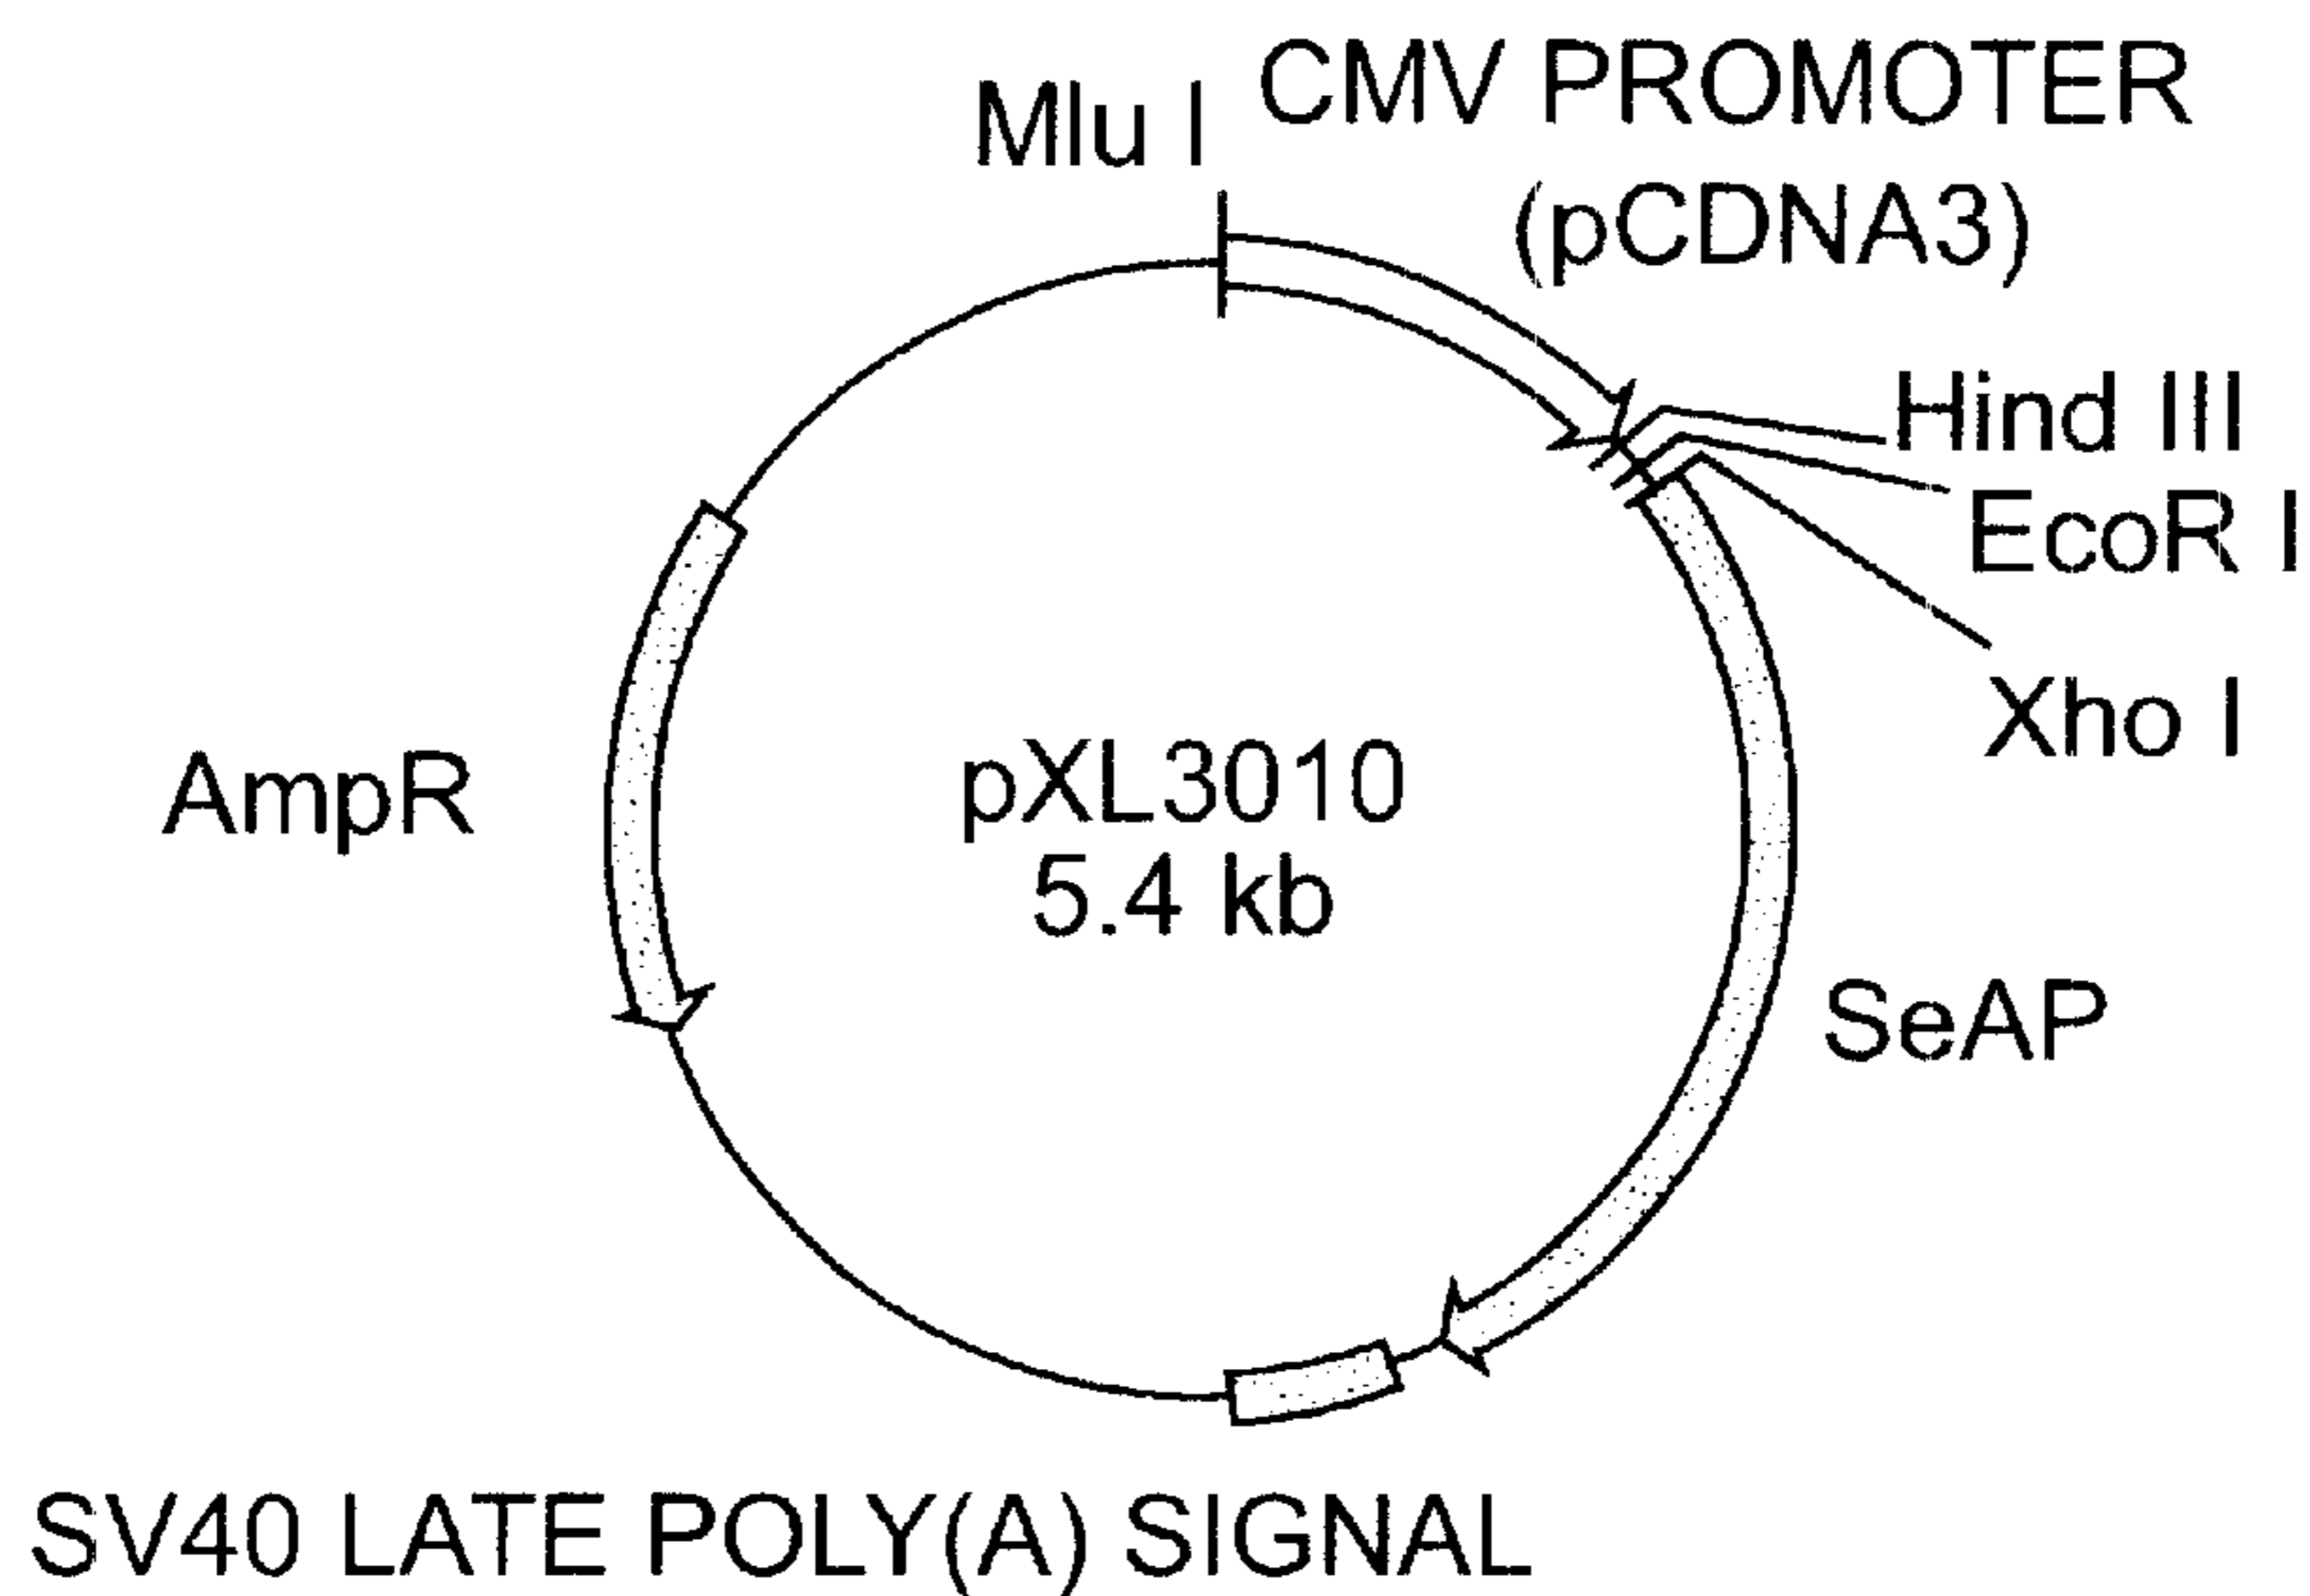 Mlu I
CMV PROMOTER
(pCDNA3)
Hind III
EcoR I
Xho I
AmpR
pXL3010
5.4 kb
SeAP
SV40 LATE POLY(A) SIGNAL